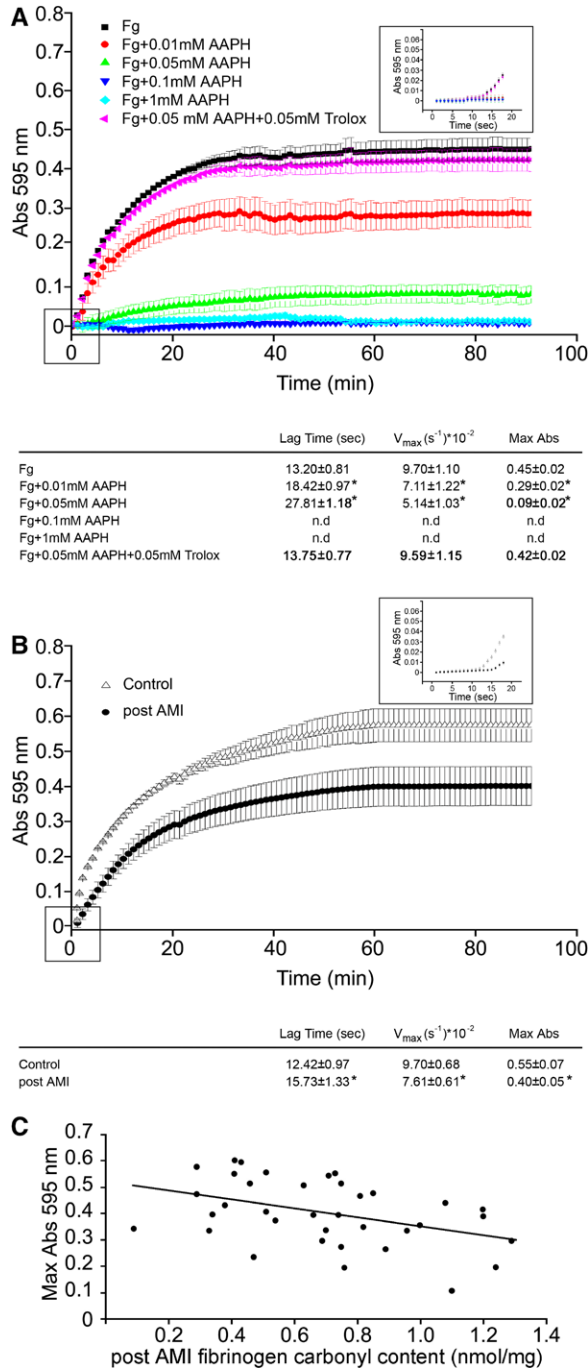 A
0.8
0.7
0.6
0.5
0.4
0.3
0.2
0.1
0
Abs 595 nm
Fg
Fg+0.01mM AAPH
Fg+0.05mM AAPH
Fg+0.1mM AAPH
Fg+1mM AAPH
Fg+0.05 mM AAPH+0.05mM Trolox
Abs 595 nm
0.06
0.05
0.04
0.03
0.02
0.01
0.00
0 5 10 15 20
Time (sec)
0 20 40 60 80 100
Time (min)
Lag Time (sec) Vmax (s⁻¹)*10⁻² Max Abs
Fg 13.20±0.81 9.70±1.10 0.45±0.02
Fg+0.01mM AAPH 18.42±0.97* 7.11±1.22* 0.29±0.02*
Fg+0.05mM AAPH 27.81±1.18* 5.14±1.03* 0.09±0.02*
Fg+0.1mM AAPH n.d n.d n.d
Fg+1mM AAPH n.d n.d n.d
Fg+0.05mM AAPH+0.05mM Trolox 13.75±0.77 9.59±1.15 0.42±0.02
B
0.8
0.7
0.6
0.5
0.4
0.3
0.2
0.1
0
Abs 595 nm
Control
post AMI
Abs 595 nm
0.06
0.05
0.04
0.03
0.02
0.01
0.00
0 5 10 15 20
Time (sec)
0 20 40 60 80 100
Time (min)
Lag Time (sec) Vmax (s⁻¹)*10⁻² Max Abs
Control 12.42±0.97 9.70±0.68 0.55±0.07
post AMI 15.73±1.33* 7.61±0.61* 0.40±0.05*
C
0.7
0.6
0.5
0.4
0.3
0.2
0.1
0
Max Abs 595 nm
0.2 0.4 0.6 0.8 1.0 1.2 1.4
post AMI fibrinogen carbonyl content (nmol/mg)